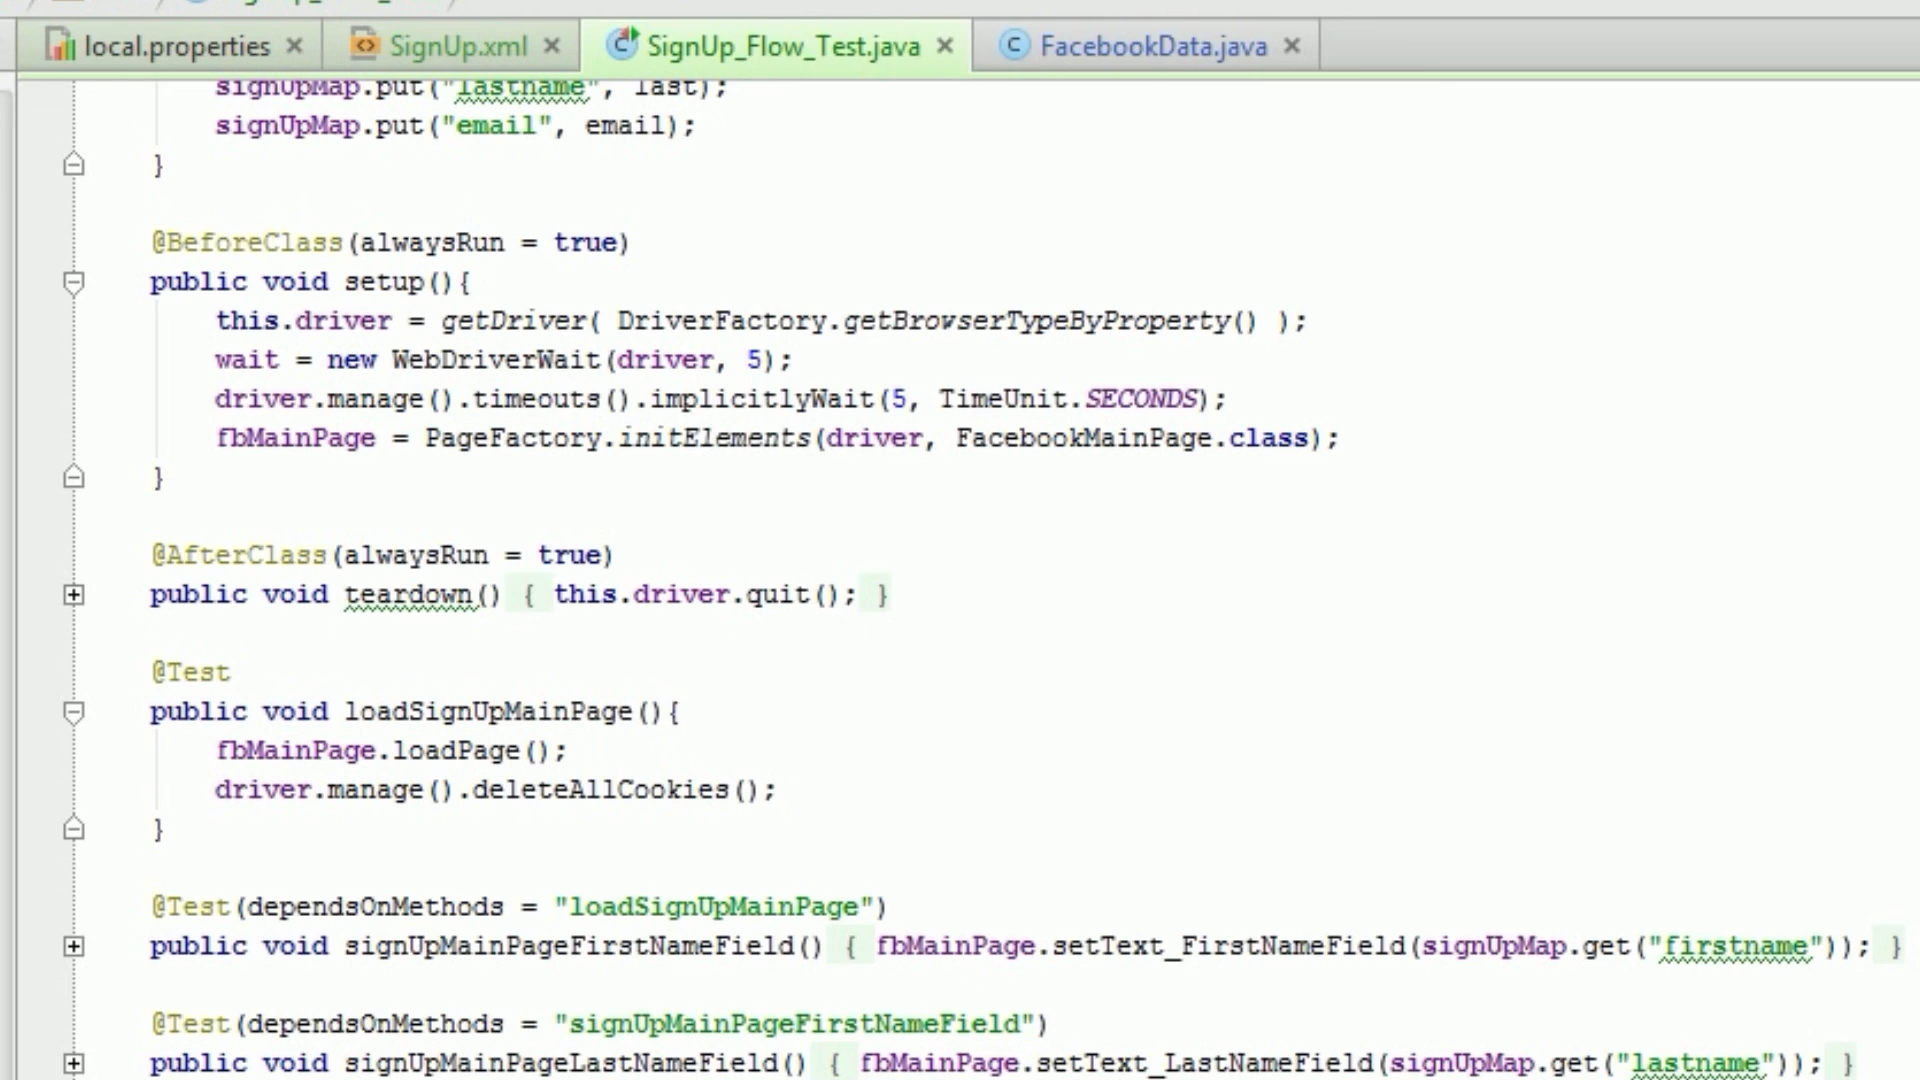 local.properties SignUp.xml SignUp_Flow_Test.java FacebookData.java
signUpMap.put("lastname", last);
signUpMap.put("email", email);
}
@BeforeClass(alwaysRun = true)
public void setup(){
this.driver = getDriver( DriverFactory.getBrowserTypeByProperty() );
wait = new WebDriverWait(driver, 5);
driver.manage().timeouts().implicitlyWait(5, TimeUnit.SECONDS);
fbMainPage = PageFactory.initElements(driver, FacebookMainPage.class);
}
@AfterClass(alwaysRun = true)
public void teardown() { this.driver.quit(); }
@Test
public void loadSignUpMainPage(){
fbMainPage.loadPage();
driver.manage().deleteAllCookies();
}
@Test(dependsOnMethods = "loadSignUpMainPage")
public void signUpMainPageFirstNameField() { fbMainPage.setText_FirstNameField(signUpMap.get("firstname")); }
@Test(dependsOnMethods = "signUpMainPageFirstNameField")
public void signUpMainPageLastNameField() { fbMainPage.setText_LastNameField(signUpMap.get("lastname")); }